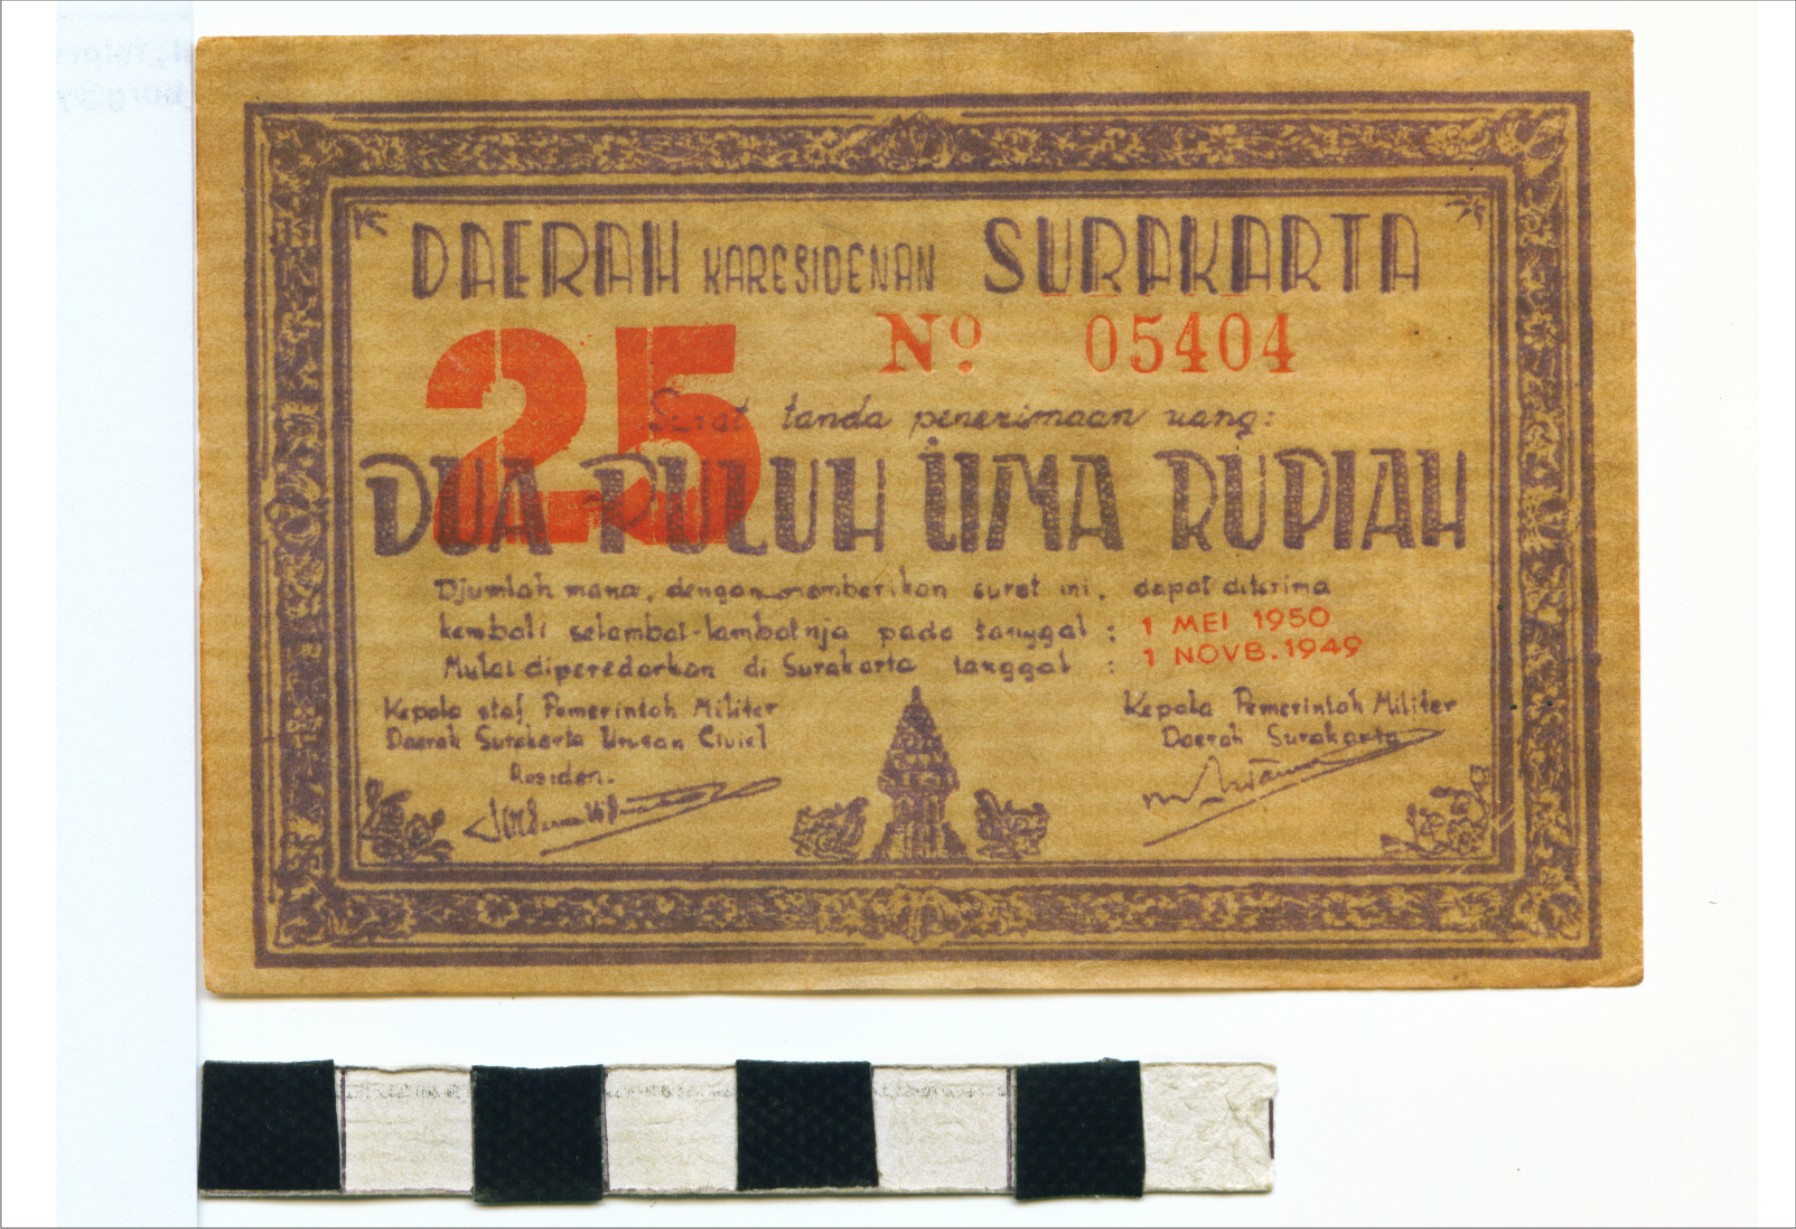 DAERAH KARESIDENAN SURAKARTA
25 Nº 05404
Surat tanda penerimaan uang:
DUA PULUH LIMA RUPIAH
Djumlah mana, dengan memberikan surat ini, dapat diterima
kembali selambat-lambatnja pada tanggal : 1 MEI 1950
Mulai diperedarkan di Surakarta tanggal : 1 NOVB. 1949
Kepala staf Pemerintah Militer
Daerah Surakarta Urusan Civiel
Residen.
Kepala Pemerintah Militer
Daerah Surakarta